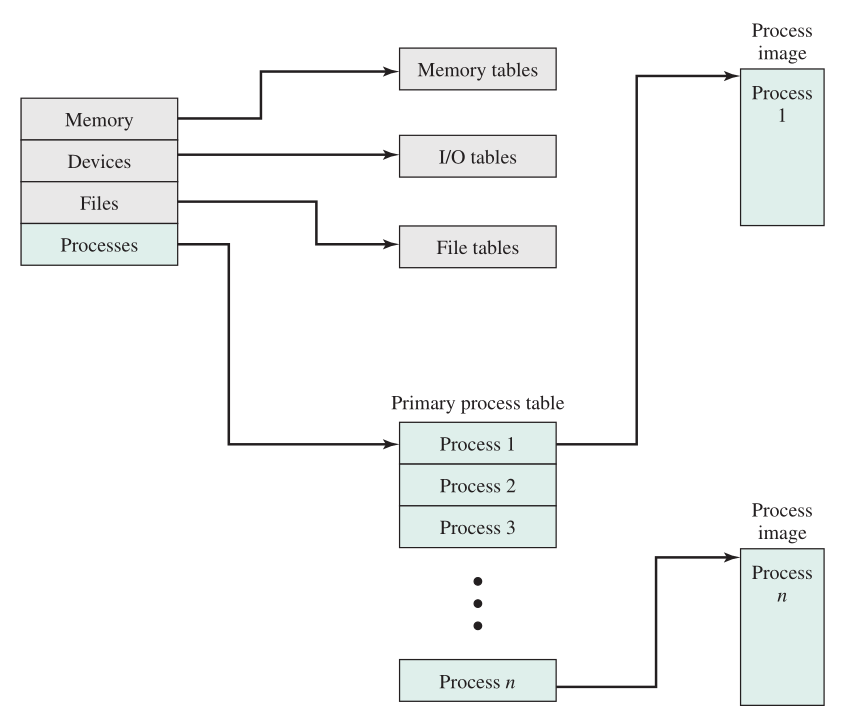 Process
image
Process
1
Memory tables
Memory
Devices
Files
Processes
I/O tables
File tables
Primary process table
Process 1
Process 2
Process 3
Process n
Process
image
Process
n